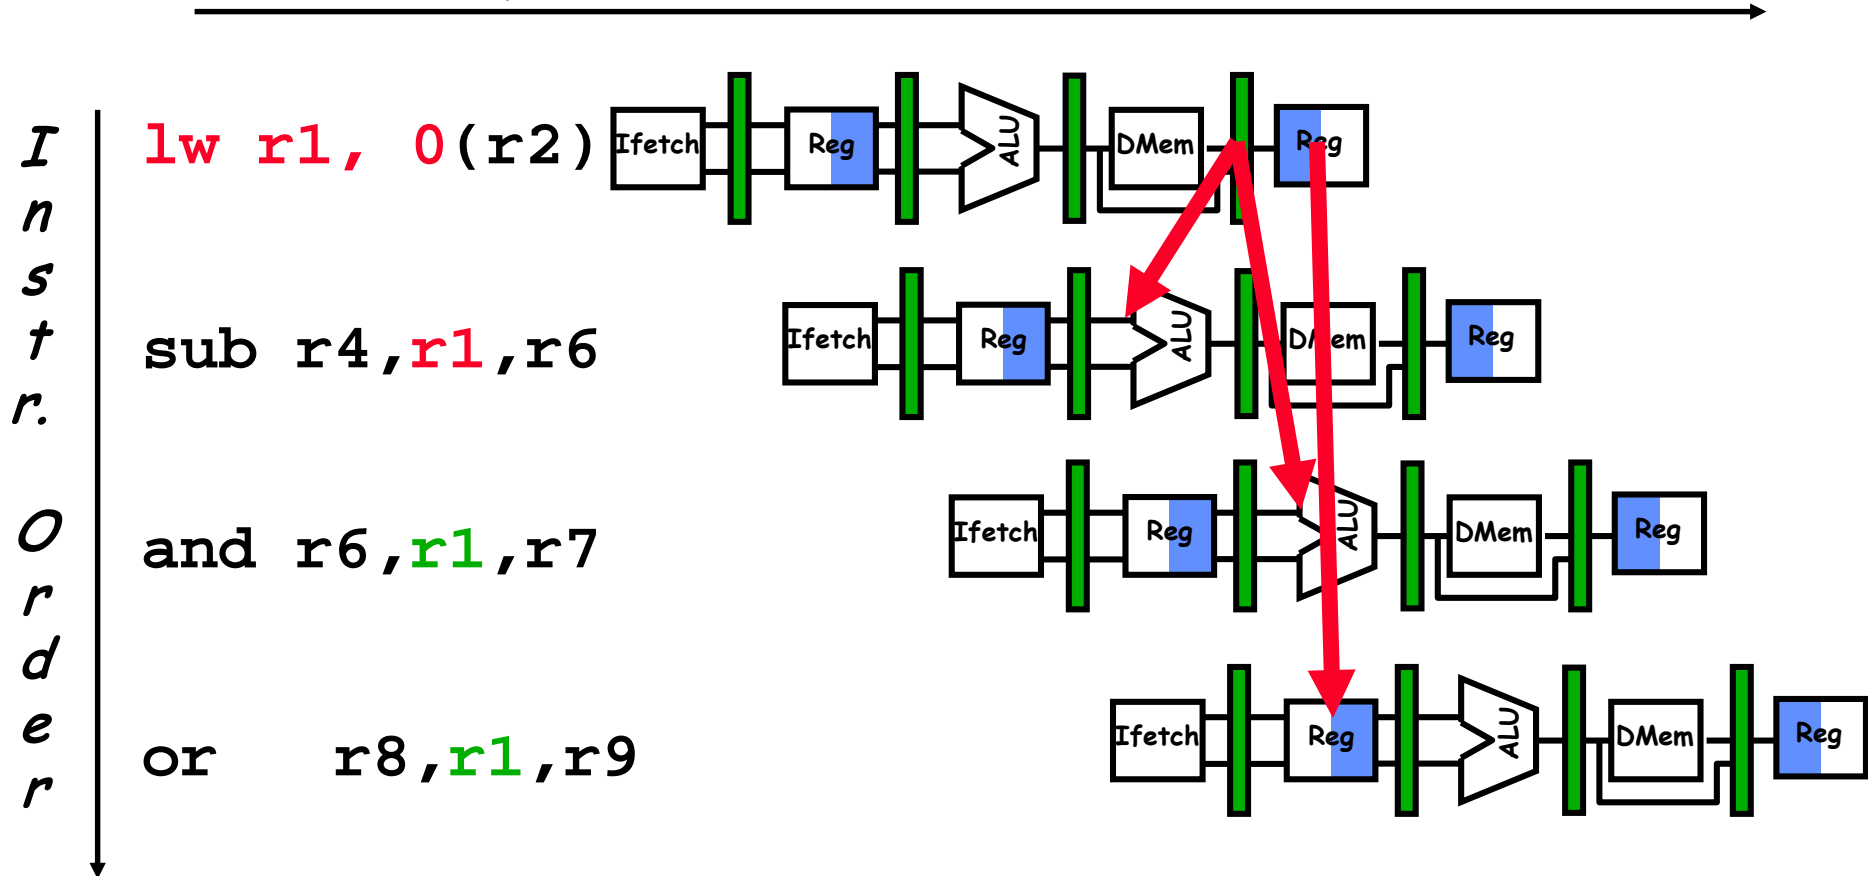 Instr. Order
lw r1, 0(r2)
Ifetch Reg ALU DMem Reg
sub r4,r1,r6
Ifetch Reg ALU DMem Reg
and r6,r1,r7
Ifetch Reg ALU DMem Reg
or r8,r1,r9
Ifetch Reg ALU DMem Reg